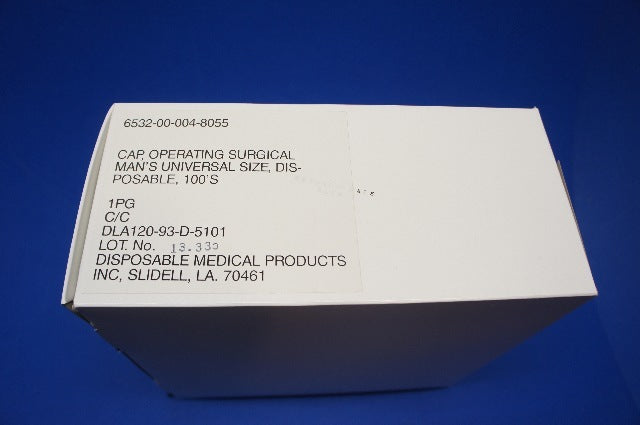 6532-00-004-8055
CAP, OPERATING SURGICAL
MAN'S UNIVERSAL SIZE, DIS-
POSABLE, 100'S
1PG
C/C
DLA120-93-D-5101
LOT. No. 13.335
DISPOSABLE MEDICAL PRODUCTS
INC, SLIDELL, LA. 70461